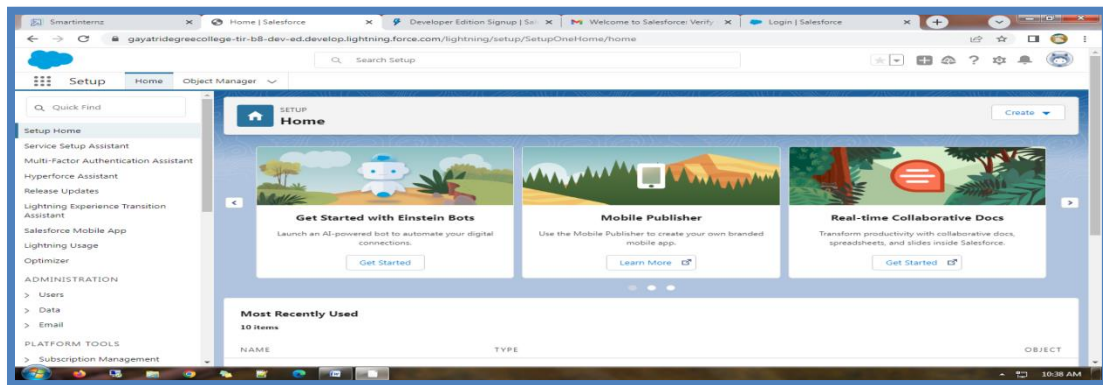 Smartinternz
Home | Salesforce
Developer Edition Signup | Sal
Welcome to Salesforce: Verify
Login | Salesforce
gayatridegreecollege-tir-b8-dev-ed.develop.lightning.force.com/lightning/setup/SetupOneHome/home
Search Setup
Setup
Home
Object Manager
Quick Find
Setup Home
Service Setup Assistant
Multi-Factor Authentication Assistant
Hyperforce Assistant
Release Updates
Lightning Experience Transition
Assistant
Salesforce Mobile App
Lightning Usage
Optimizer
ADMINISTRATION
> Users
> Data
> Email
PLATFORM TOOLS
> Subscription Management
SETUP
Home
Create
Get Started with Einstein Bots
Launch an AI-powered bot to automate your digital
connections.
Get Started
Mobile Publisher
Use the Mobile Publisher to create your own branded
mobile app.
Learn More
Real-time Collaborative Docs
Transform productivity with collaborative docs,
spreadsheets, and slides inside Salesforce.
Get Started
Most Recently Used
10 items
NAME
TYPE
OBJECT
10:38 AM